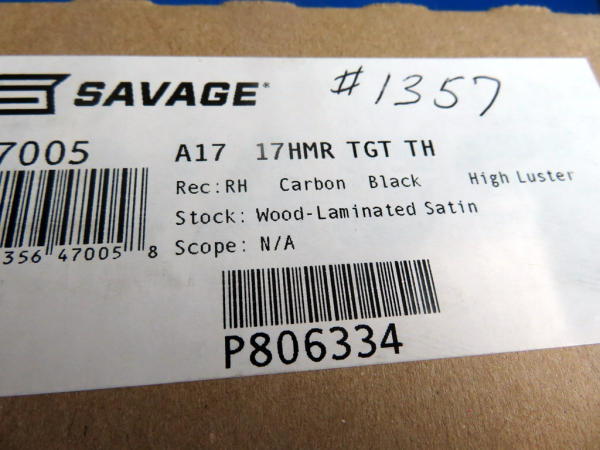 SAVAGE® #1357
7005 A17 17HMR TGT TH
Rec:RH Carbon Black High Luster
Stock: Wood-Laminated Satin
356 47005 8 Scope: N/A
P806334